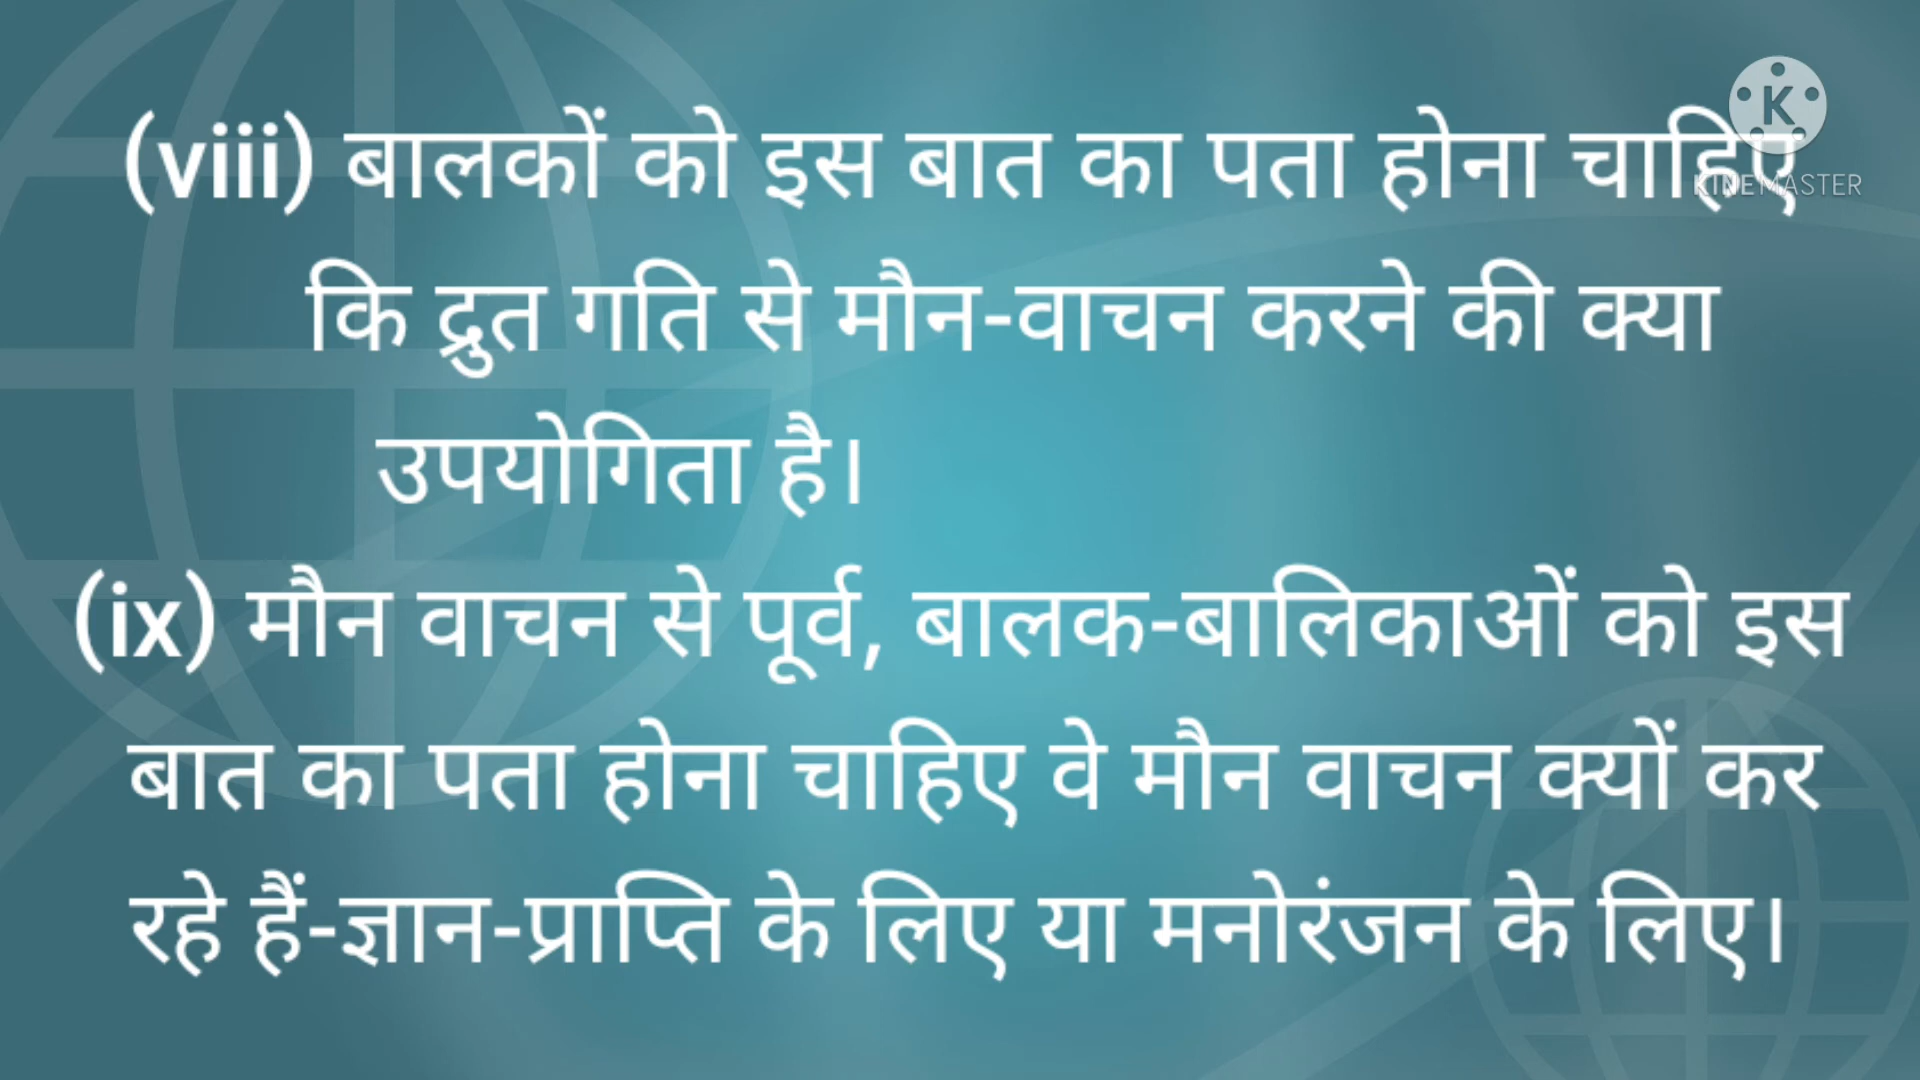 (viii) बालकों को इस बात का पता होना चाहिए
कि द्रुत गति से मौन-वाचन करने की क्या
उपयोगिता है।
(ix) मौन वाचन से पूर्व, बालक-बालिकाओं को इस
बात का पता होना चाहिए वे मौन वाचन क्यों कर
रहे हैं-ज्ञान-प्राप्ति के लिए या मनोरंजन के लिए।
K
KINEMASTER